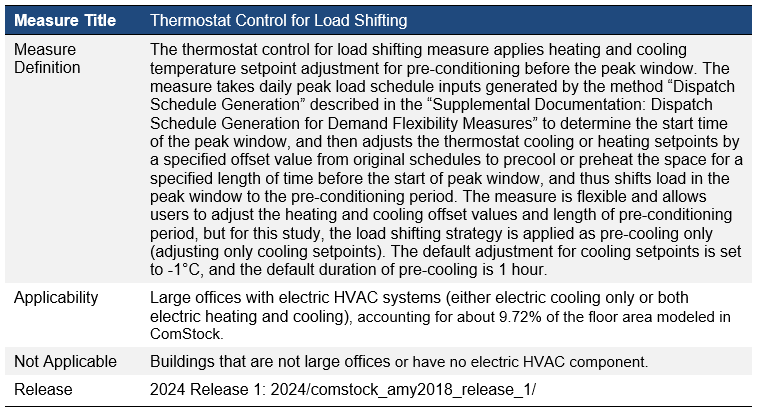 Measure Title Thermostat Control for Load Shifting
Measure Definition The thermostat control for load shifting measure applies heating and cooling
temperature setpoint adjustment for pre-conditioning before the peak window. The
measure takes daily peak load schedule inputs generated by the method “Dispatch
Schedule Generation” described in the “Supplemental Documentation: Dispatch
Schedule Generation for Demand Flexibility Measures” to determine the start time
of the peak window, and then adjusts the thermostat cooling or heating setpoints by
a specified offset value from original schedules to precool or preheat the space for a
specified length of time before the start of peak window, and thus shifts load in the
peak window to the pre-conditioning period. The measure is flexible and allows
users to adjust the heating and cooling offset values and length of pre-conditioning
period, but for this study, the load shifting strategy is applied as pre-cooling only
(adjusting only cooling setpoints). The default adjustment for cooling setpoints is set
to -1°C, and the default duration of pre-cooling is 1 hour.
Applicability Large offices with electric HVAC systems (either electric cooling only or both
electric heating and cooling), accounting for about 9.72% of the floor area modeled in
ComStock.
Not Applicable Buildings that are not large offices or have no electric HVAC component.
Release 2024 Release 1: 2024/comstock_amy2018_release_1/